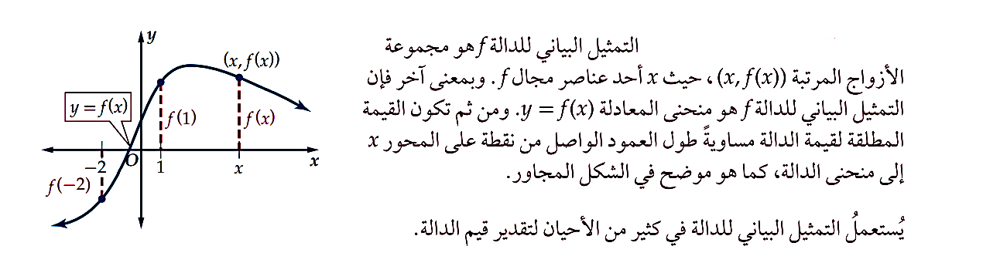 التمثيل البياني للدالة f هو مجموعة
الأزواج المرتبة (x, f(x))، حيث x أحد عناصر مجال f. وبمعنى آخر فإن
التمثيل البياني للدالة f هو منحنى المعادلة y = f(x). ومن ثم تكون القيمة
المطلقة لقيمة الدالة مساويةً طول العمود الواصل من نقطة على المحور x
إلى منحنى الدالة، كما هو موضح في الشكل المجاور.
يُستعملُ التمثيل البياني للدالة في كثير من الأحيان لتقدير قيم الدالة.
y
(x, f(x))
y = f(x)
f(1)
f(x)
-2
O
1
x
x
f(-2)